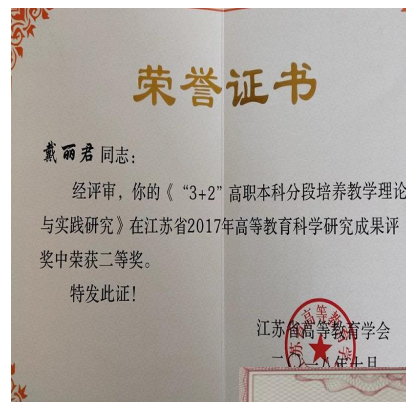 荣誉证书
戴丽君同志：
经评审，你的《“3+2”高职本科分段培养教学理论
与实践研究》在江苏省2017年高等教育科学研究成果评
奖中荣获二等奖。
特发此证！
江苏省高等教育学会